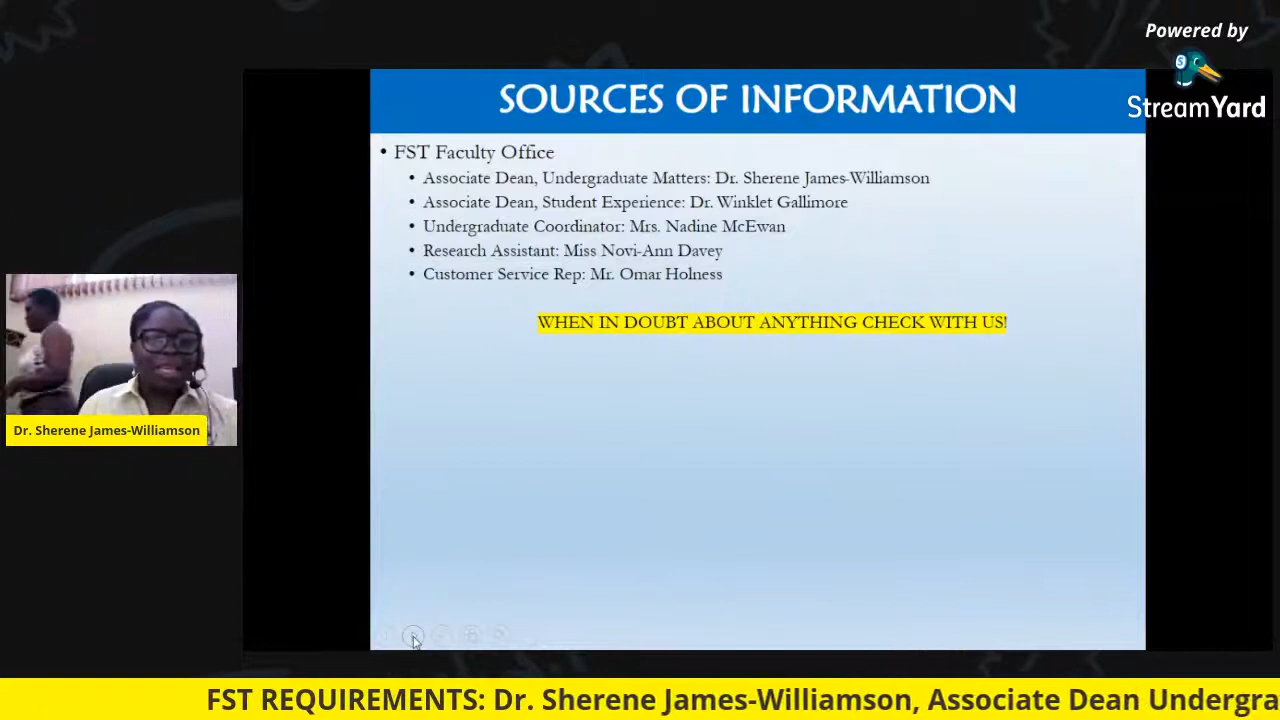 Powered by
StreamYard
SOURCES OF INFORMATION
• FST Faculty Office
• Associate Dean, Undergraduate Matters: Dr. Sherene James-Williamson
• Associate Dean, Student Experience: Dr. Winklet Gallimore
• Undergraduate Coordinator: Mrs. Nadine McEwan
• Research Assistant: Miss Novi-Ann Davey
• Customer Service Rep: Mr. Omar Holness
WHEN IN DOUBT ABOUT ANYTHING CHECK WITH US!
Dr. Sherene James-Williamson
FST REQUIREMENTS: Dr. Sherene James-Williamson, Associate Dean Undergra